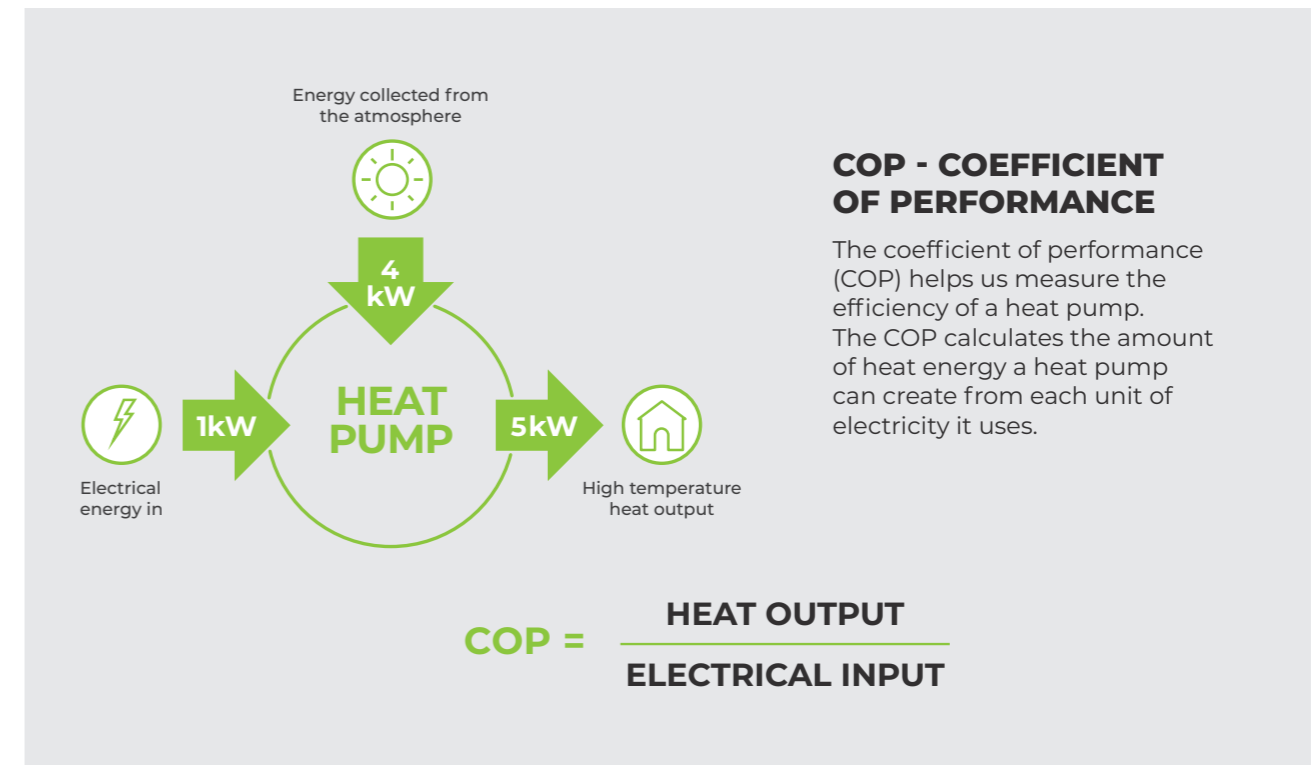 Energy collected from
the atmosphere
4
kW
HEAT
PUMP
1kW
5kW
Electrical
energy in
High temperature
heat output
COP - COEFFICIENT
OF PERFORMANCE
The coefficient of performance
(COP) helps us measure the
efficiency of a heat pump.
The COP calculates the amount
of heat energy a heat pump
can create from each unit of
electricity it uses.
COP =
HEAT OUTPUT
ELECTRICAL INPUT